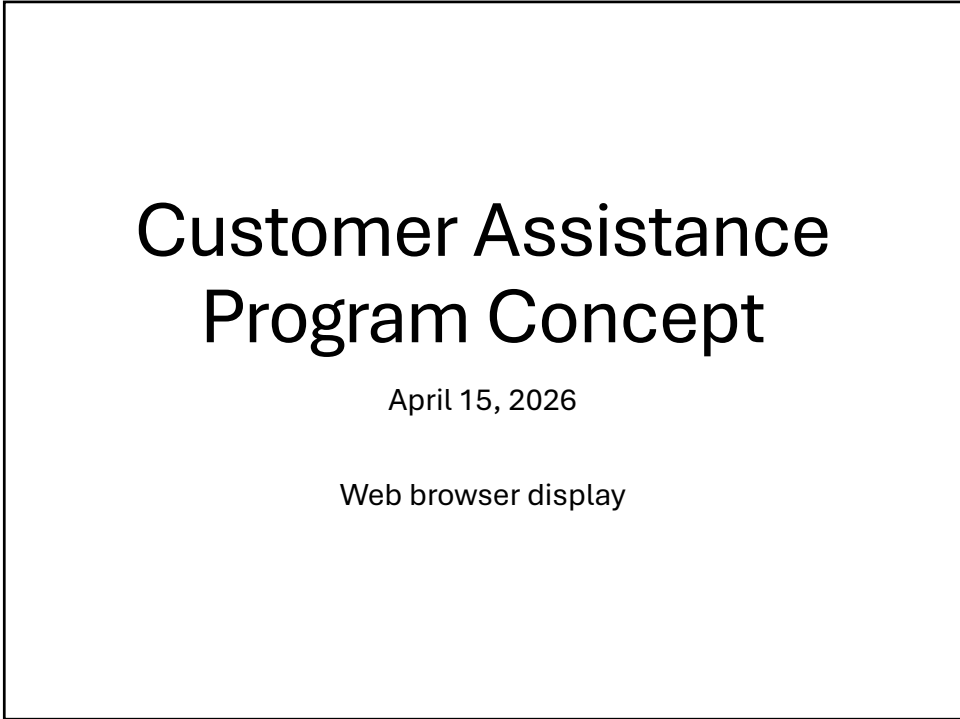 Customer Assistance
Program Concept
April 15, 2026
Web browser display